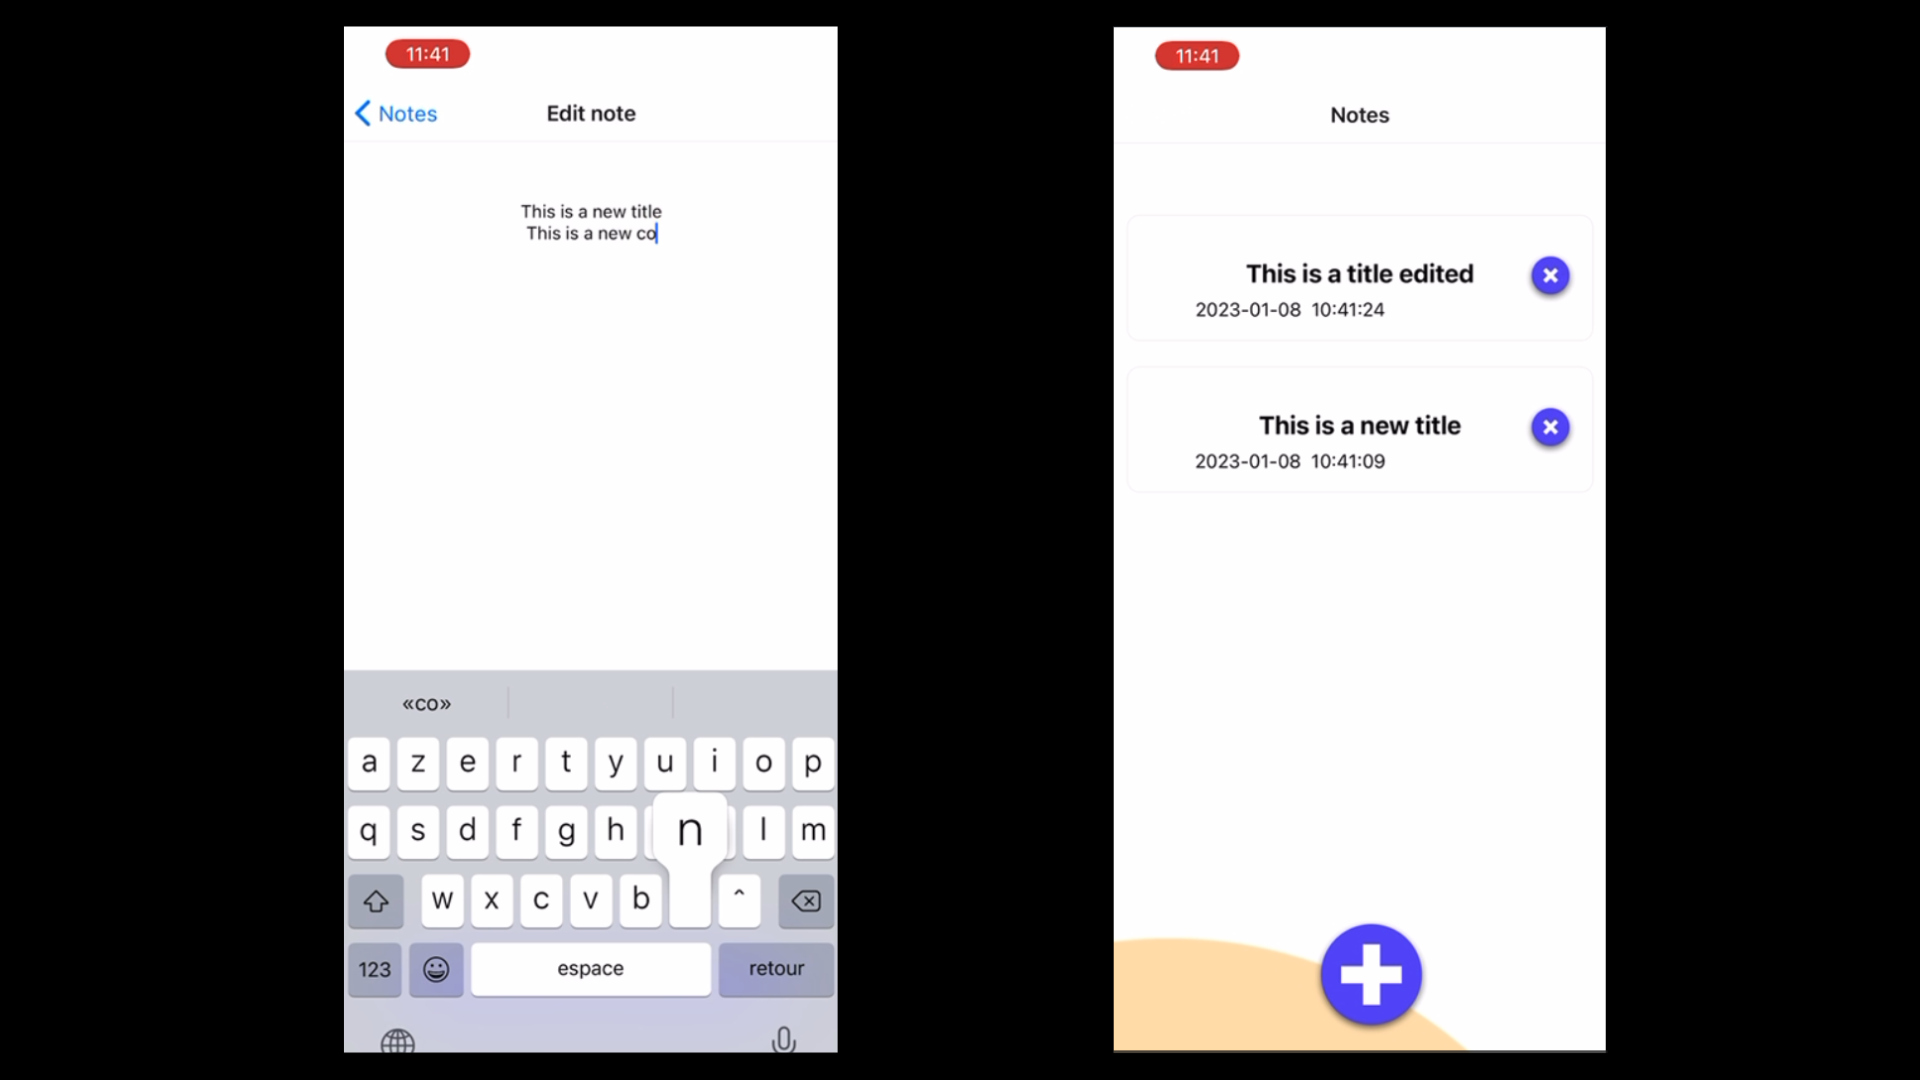 11:41
Notes
Edit note
This is a new title
This is a new co
«co»
a z e r t y u i o p
q s d f g h n l m
w x c v b ^
123
espace
retour
11:41
Notes
This is a title edited
2023-01-08 10:41:24
This is a new title
2023-01-08 10:41:09